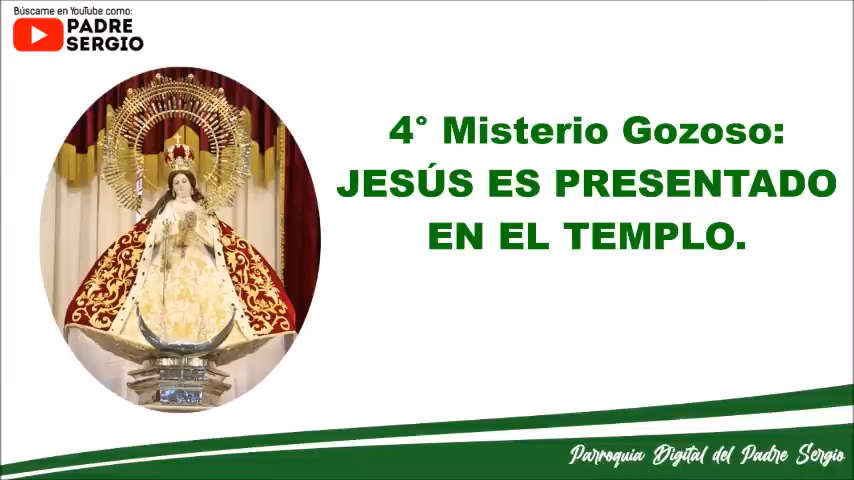 Búscame en YouTube como:
PADRE
SERGIO
4° Misterio Gozoso:
JESÚS ES PRESENTADO
EN EL TEMPLO.
Parroquia Digital del Padre Sergio